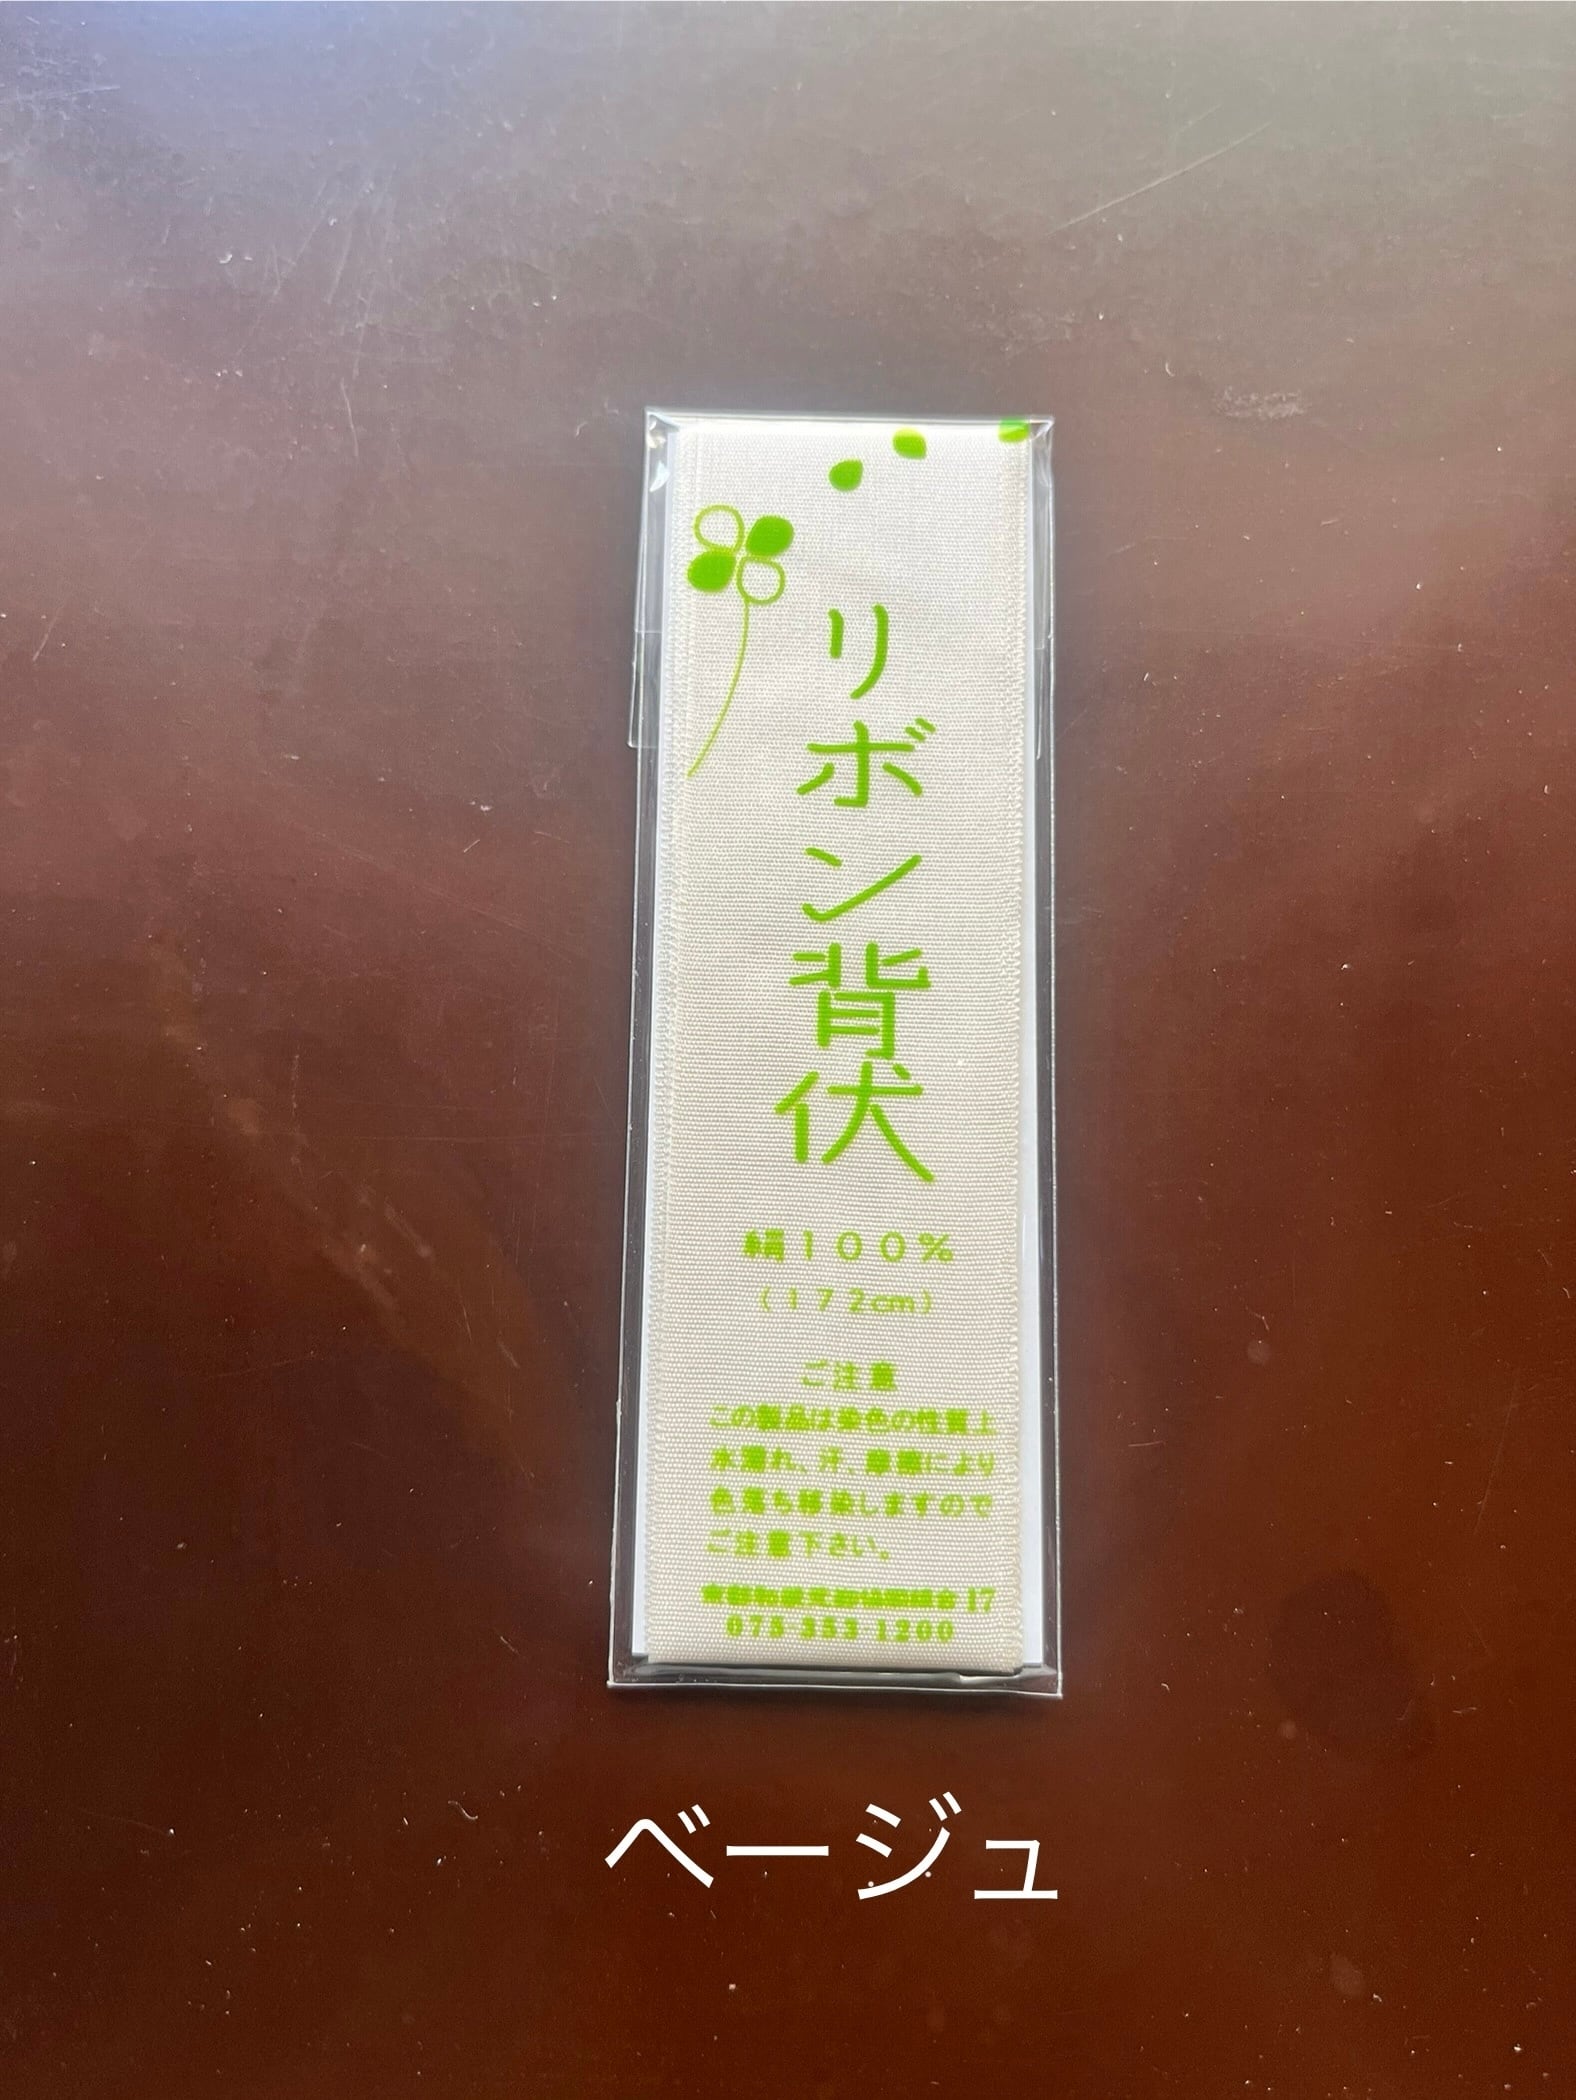 リボン背伏
絹100%
(172cm)
ご注意
この製品は染色の性質上
水濡れ、汗、摩擦により
色落ち移染しますので
ご注意下さい。
17
075-353 1200
ベージュ